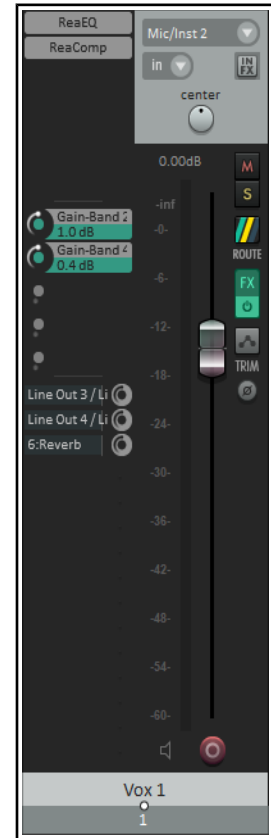 ReaEQ
ReaComp
Mic/Inst 2
in
IN
FX
center
0.00dB
M
S
ROUTE
FX
TRIM
-inf
-0-
-6-
-12-
-18-
-24-
-30-
-36-
-42-
-48-
-54-
-60-
Gain-Band 2
1.0 dB
Gain-Band 4
0.4 dB
Line Out 3 / Li
Line Out 4 / Li
6:Reverb
Vox 1
1